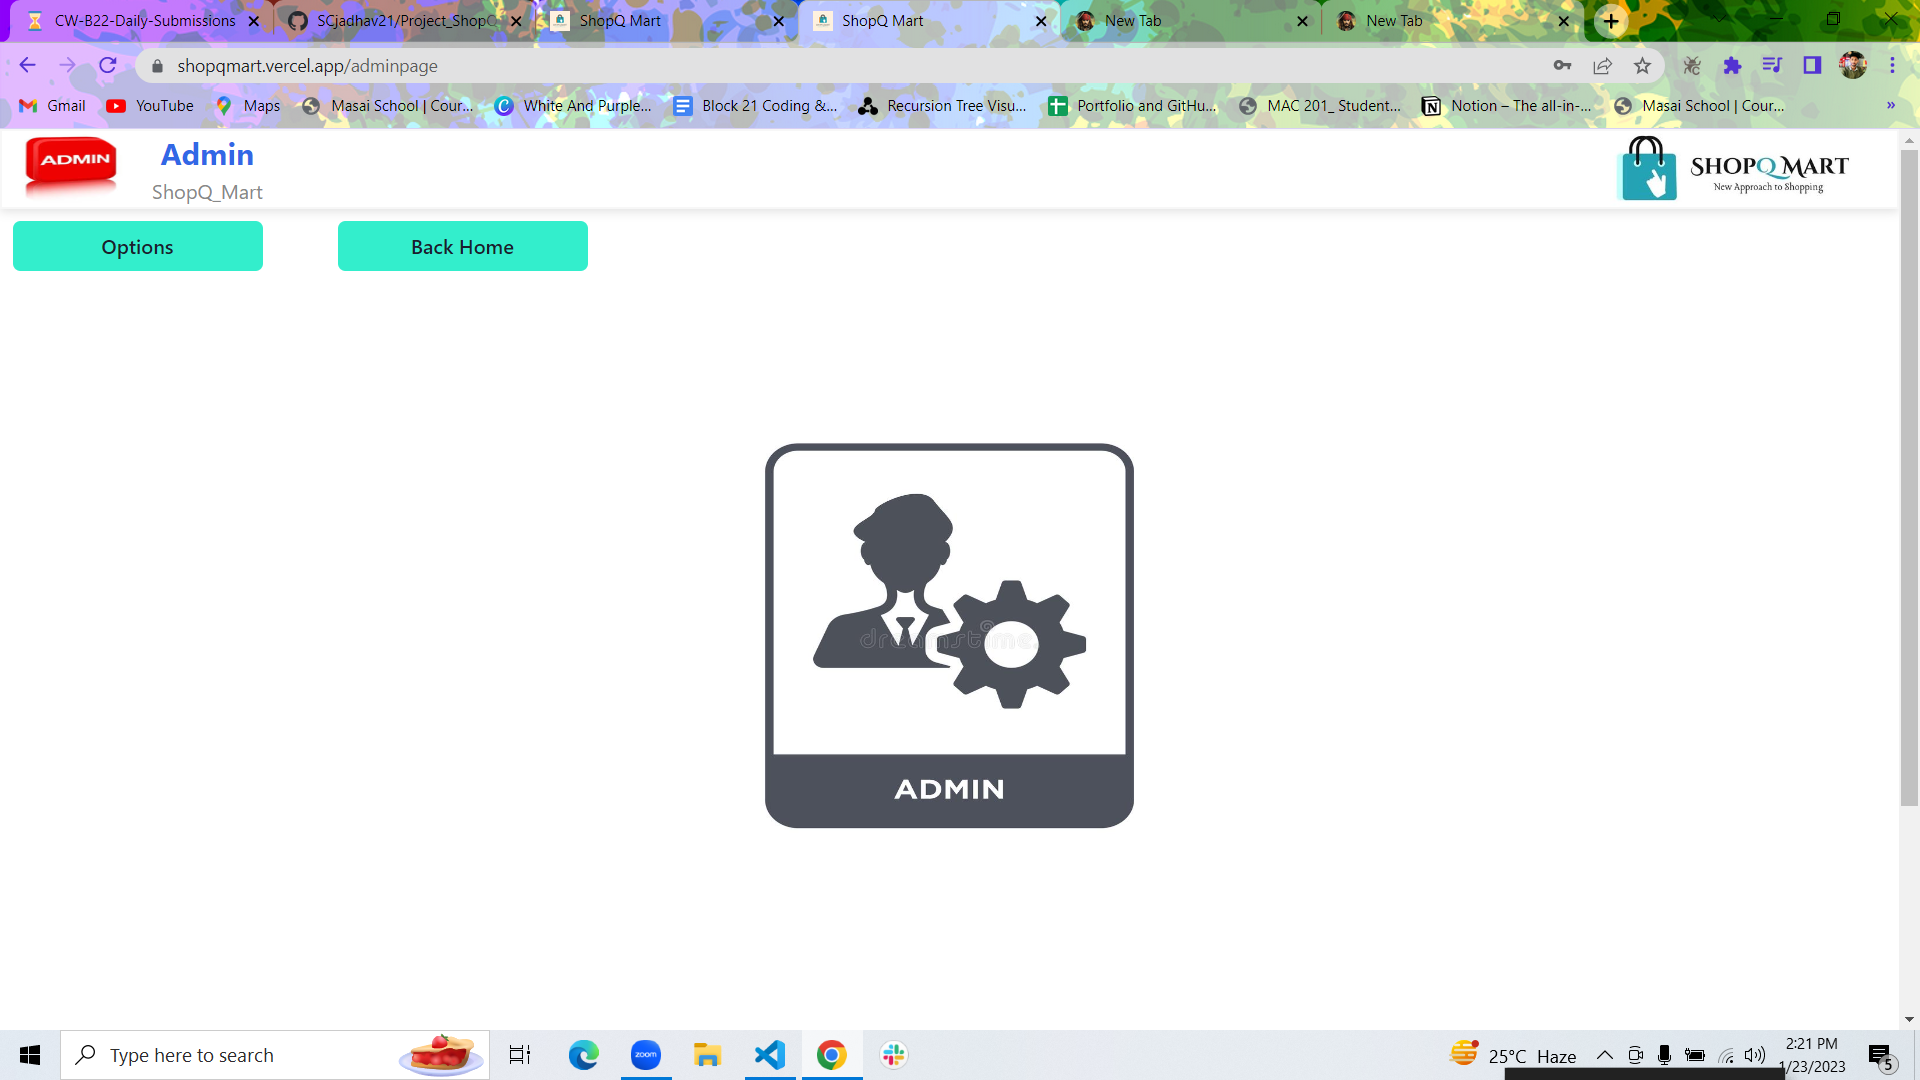 CW-B22-Daily-Submissions
SCjadhav21/Project_ShopQ
ShopQ Mart
ShopQ Mart
New Tab
New Tab
shopqmart.vercel.app/adminpage
Gmail
YouTube
Maps
Masai School | Cour...
White And Purple...
Block 21 Coding &...
Recursion Tree Visu...
Portfolio and GitHu...
MAC 201_ Student...
Notion – The all-in-...
Masai School | Cour...
»
ADMIN
Admin
ShopQ_Mart
SHOPQ MART
New Approach to Shopping
Options
Back Home
dreamstime.
ADMIN
Type here to search
zoom
25°C Haze
2:21 PM
1/23/2023
5